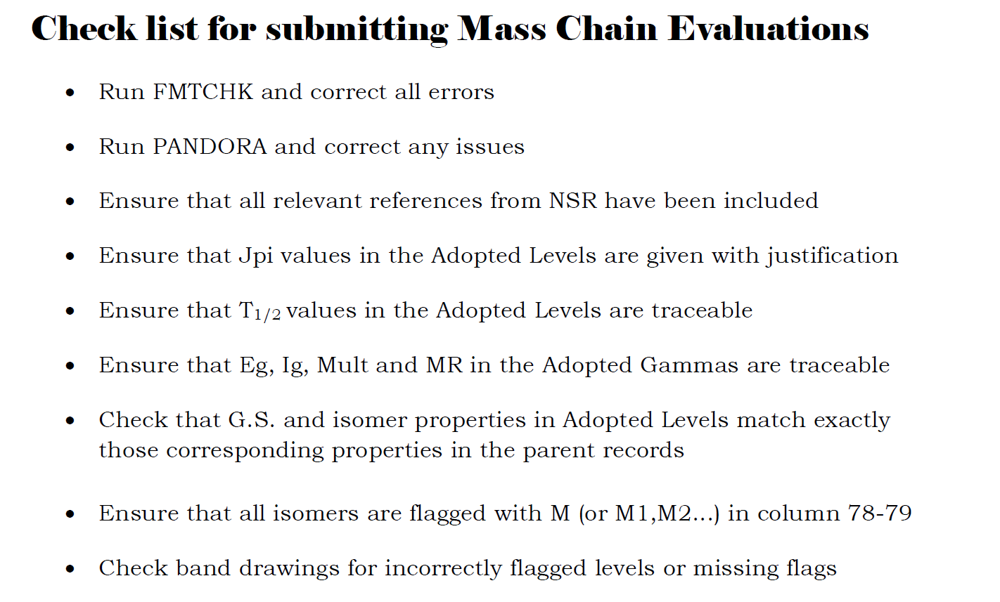 Check list for submitting Mass Chain Evaluations
• Run FMTCHK and correct all errors
• Run PANDORA and correct any issues
• Ensure that all relevant references from NSR have been included
• Ensure that Jpi values in the Adopted Levels are given with justification
• Ensure that T1/2 values in the Adopted Levels are traceable
• Ensure that Eg, Ig, Mult and MR in the Adopted Gammas are traceable
• Check that G.S. and isomer properties in Adopted Levels match exactly
those corresponding properties in the parent records
• Ensure that all isomers are flagged with M (or M1,M2...) in column 78-79
• Check band drawings for incorrectly flagged levels or missing flags